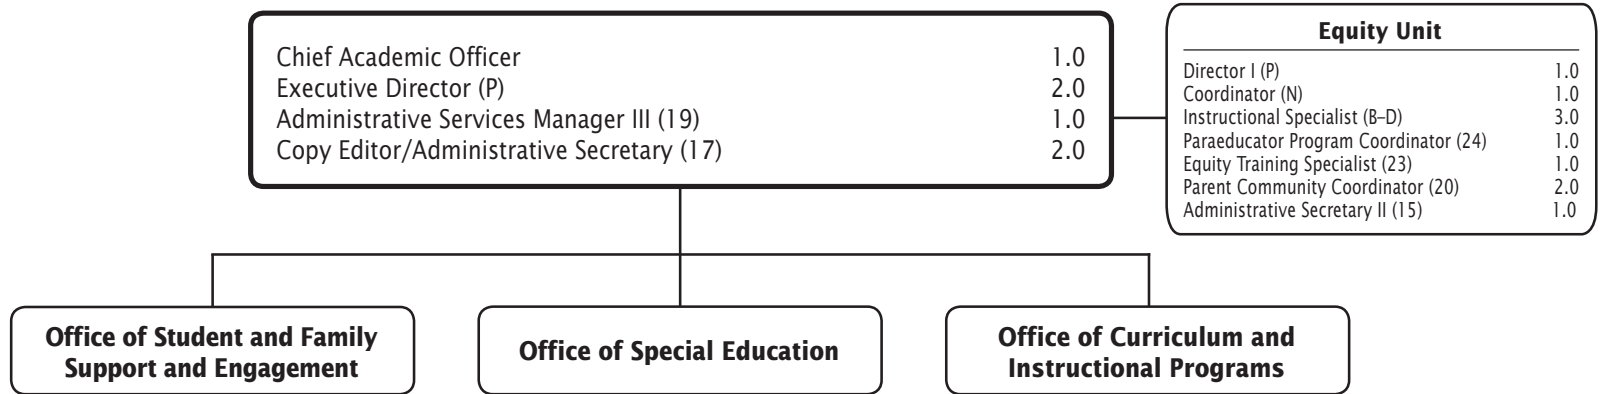 Chief Academic Officer 1.0
Executive Director (P) 2.0
Administrative Services Manager III (19) 1.0
Copy Editor/Administrative Secretary (17) 2.0
Equity Unit
Director I (P) 1.0
Coordinator (N) 1.0
Instructional Specialist (B–D) 3.0
Paraeducator Program Coordinator (24) 1.0
Equity Training Specialist (23) 1.0
Parent Community Coordinator (20) 2.0
Administrative Secretary II (15) 1.0
Office of Student and Family
Support and Engagement
Office of Special Education
Office of Curriculum and
Instructional Programs